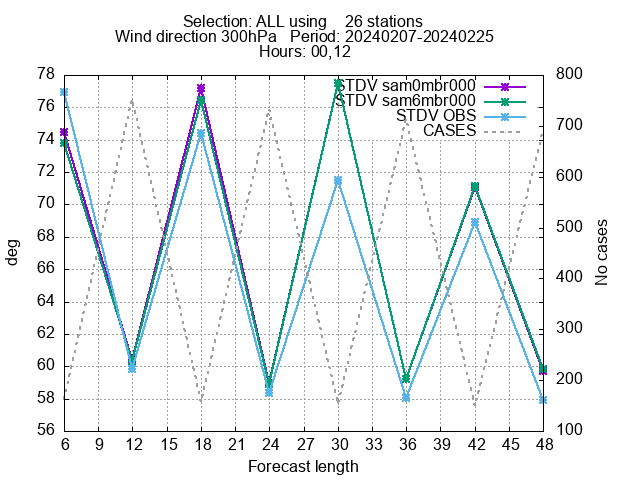 Selection: ALL using 26 stations
Wind direction 300hPa Period: 20240207-20240225
Hours: 00,12
STDV sam0mbr000
STDV sam6mbr000
STDV OBS
CASES
deg
78
76
74
72
70
68
66
64
62
60
58
56
800
700
600
500
400
300
200
100
No cases
6 9 12 15 18 21 24 27 30 33 36 39 42 45 48
Forecast length